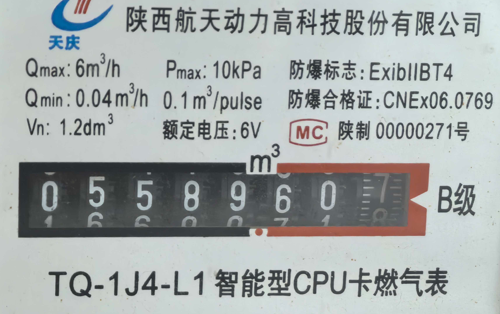 陕西航天动力高科技股份有限公司
天庆
Qmax: 6m³/h Pmax: 10kPa 防爆标志: ExibIIBT4
Qmin: 0.04m³/h 0.1m³/pulse 防爆合格证: CNEx06.0769
Vn: 1.2dm³ 额定电压: 6V MC 陕制 00000271号
m³
0 5 5 8 9 6 0 7
B级
TQ-1J4-L1 智能型CPU卡燃气表